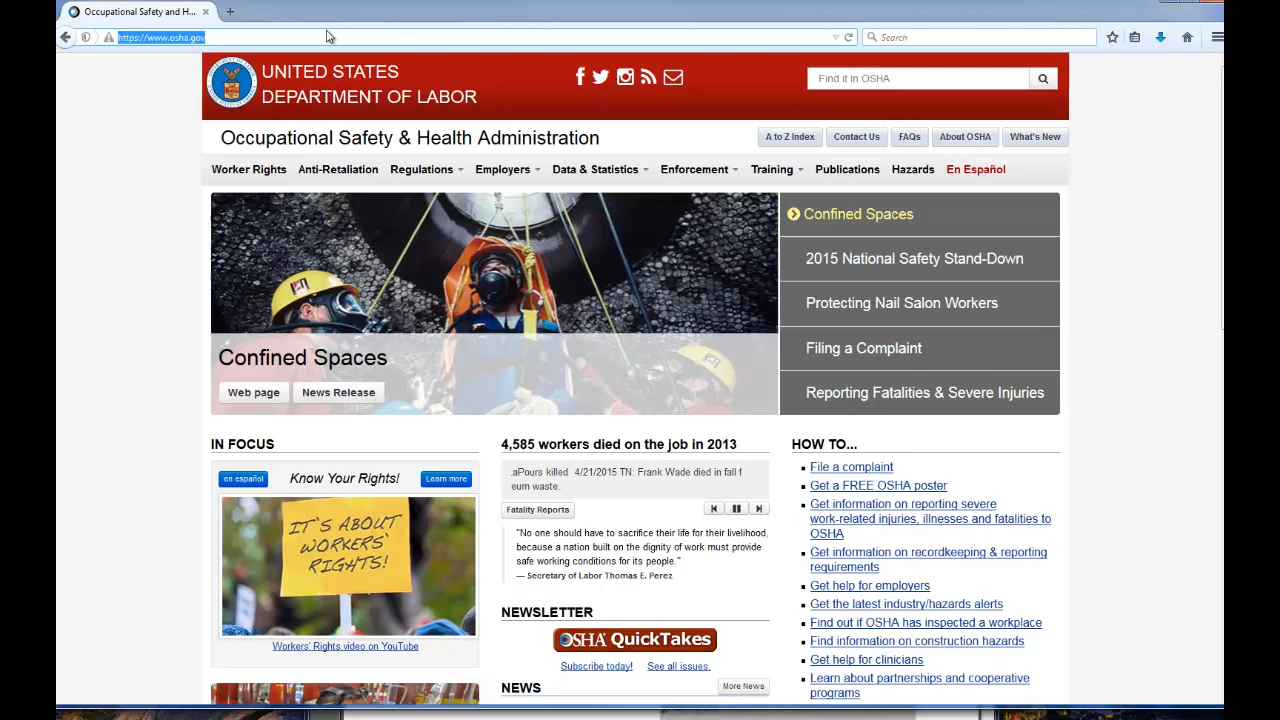 Occupational Safety and H...
https://www.osha.gov
Search
UNITED STATES
DEPARTMENT OF LABOR
Find it in OSHA
Occupational Safety & Health Administration
A to Z Index
Contact Us
FAQs
About OSHA
What's New
Worker Rights
Anti-Retaliation
Regulations
Employers
Data & Statistics
Enforcement
Training
Publications
Hazards
En Español
Confined Spaces
Web page
News Release
Confined Spaces
2015 National Safety Stand-Down
Protecting Nail Salon Workers
Filing a Complaint
Reporting Fatalities & Severe Injuries
IN FOCUS
en español
Know Your Rights!
Learn more
IT'S ABOUT
WORKERS'
RIGHTS!
Workers' Rights video on YouTube
4,585 workers died on the job in 2013
.aPours killed 4/21/2015 TN: Frank Wade died in fall f
eum waste.
Fatality Reports
"No one should have to sacrifice their life for their livelihood,
because a nation built on the dignity of work must provide
safe working conditions for its people."
— Secretary of Labor Thomas E. Perez
NEWSLETTER
OSHA QuickTakes
Subscribe today!
See all issues.
NEWS
More News
HOW TO...
File a complaint
Get a FREE OSHA poster
Get information on reporting severe
work-related injuries, illnesses and fatalities to
OSHA
Get information on recordkeeping & reporting
requirements
Get help for employers
Get the latest industry/hazards alerts
Find out if OSHA has inspected a workplace
Find information on construction hazards
Get help for clinicians
Learn about partnerships and cooperative
programs